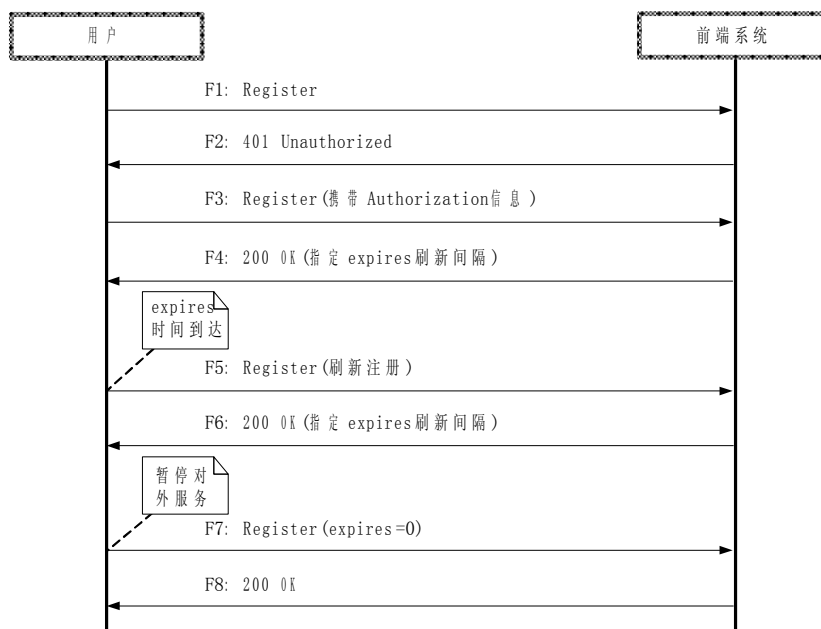 用户
前端系统
F1: Register
F2: 401 Unauthorized
F3: Register(携带Authorization信息)
F4: 200 OK(指定expires刷新间隔)
expires
时间到达
F5: Register(刷新注册)
F6: 200 OK(指定expires刷新间隔)
暂停对
外服务
F7: Register(expires=0)
F8: 200 OK